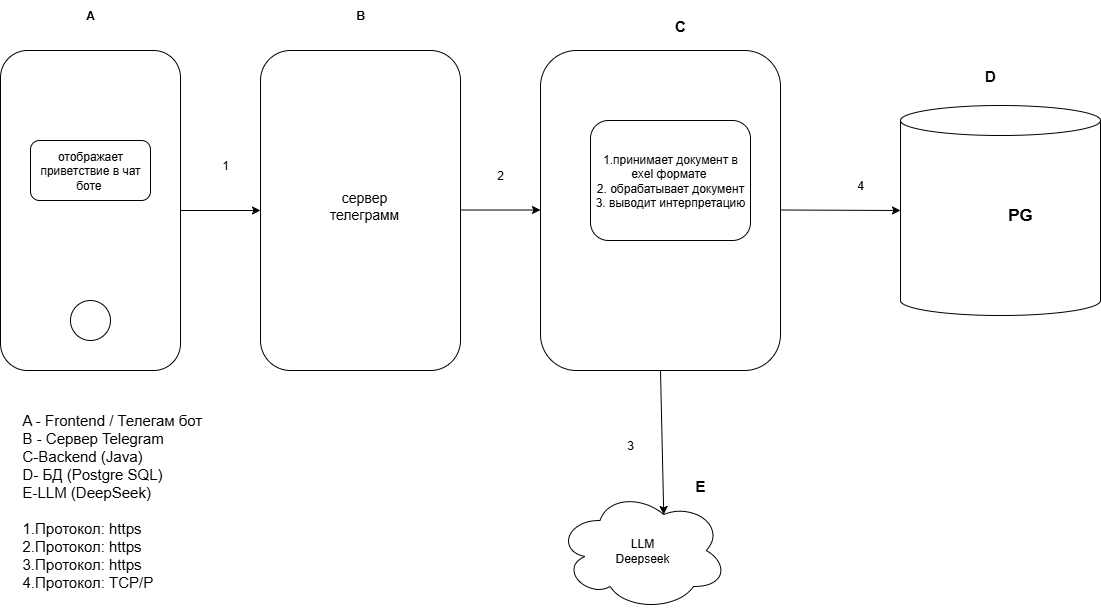 A
B
C
D
отображает
приветствие в чат
боте
1
сервер
телеграмм
2
1.принимает документ в
exel формате
2. обрабатывает документ
3. выводит интерпретацию
4
PG
3
E
LLM
Deepseek
A - Frontend / Телегам бот
B - Сервер Telegram
C-Backend (Java)
D- БД (Postgre SQL)
E-LLM (DeepSeek)
1.Протокол: https
2.Протокол: https
3.Протокол: https
4.Протокол: TCP/P